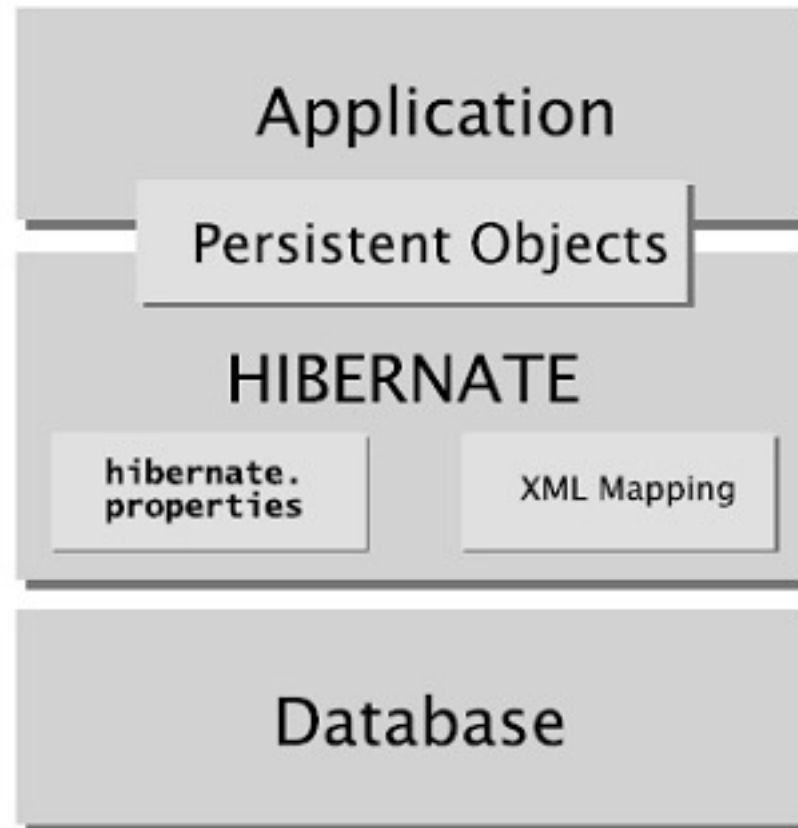 Application
Persistent Objects
HIBERNATE
hibernate.
properties
XML Mapping
Database